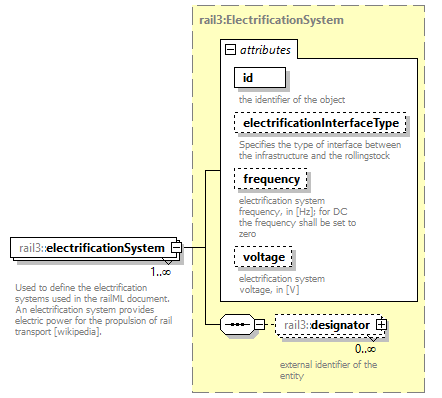 rail3:ElectrificationSystem
attributes
id
the identifier of the object
electrificationInterfaceType
Specifies the type of interface between
the infrastructure and the rollingstock
frequency
electrification system
frequency, in [Hz]; for DC
the frequency shall be set to
zero
voltage
electrification system
voltage, in [V]
rail3::electrificationSystem
1..∞
Used to define the electrification
systems used in the railML document.
An electrification system provides
electric power for the propulsion of rail
transport [wikipedia].
rail3::designator
0..∞
external identifier of the
entity